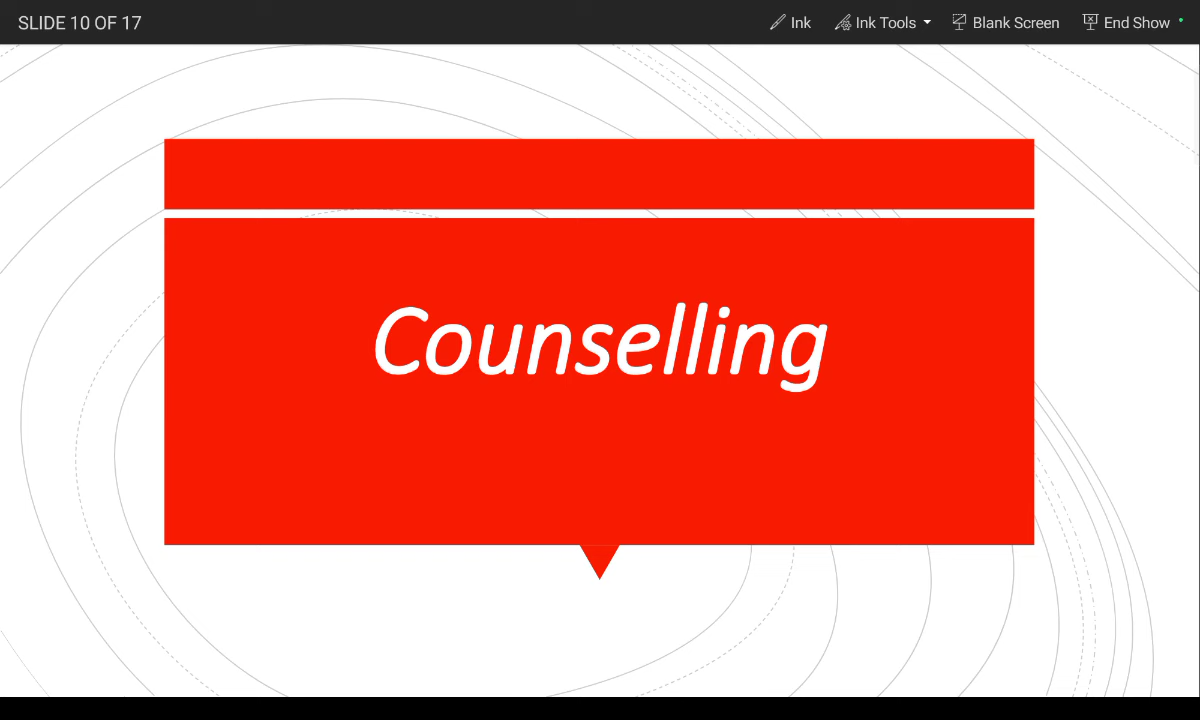 SLIDE 10 OF 17
Ink
Ink Tools
Blank Screen
End Show
Counselling